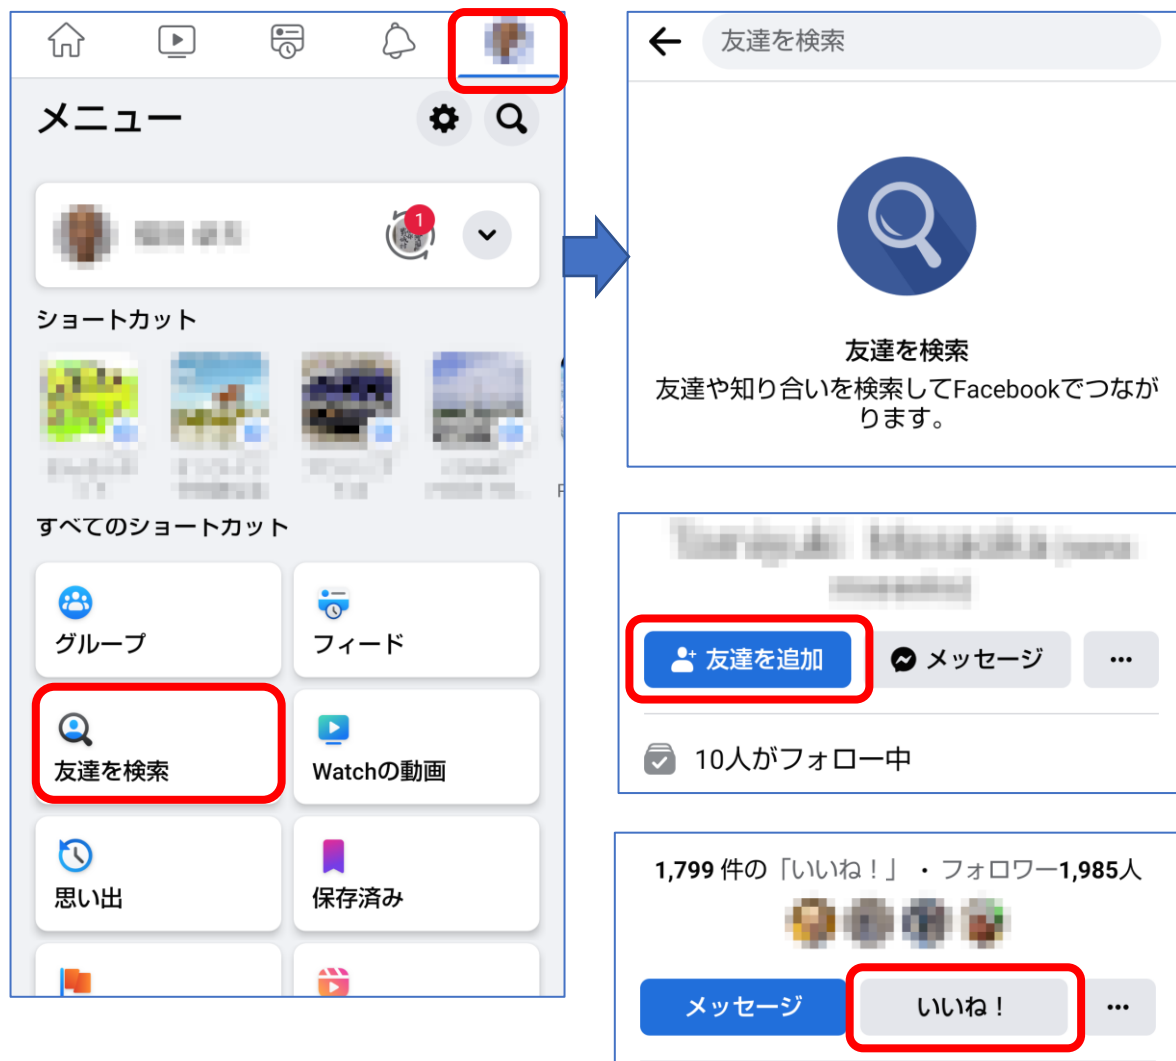 メニュー
1
ショートカット
すべてのショートカット
グループ
フィード
友達を検索
Watchの動画
思い出
保存済み
友達を検索
友達を検索
友達や知り合いを検索してFacebookでつなが
ります。
友達を追加
メッセージ
10人がフォロー中
1,799 件の「いいね！」 ・ フォロワー1,985人
メッセージ
いいね！